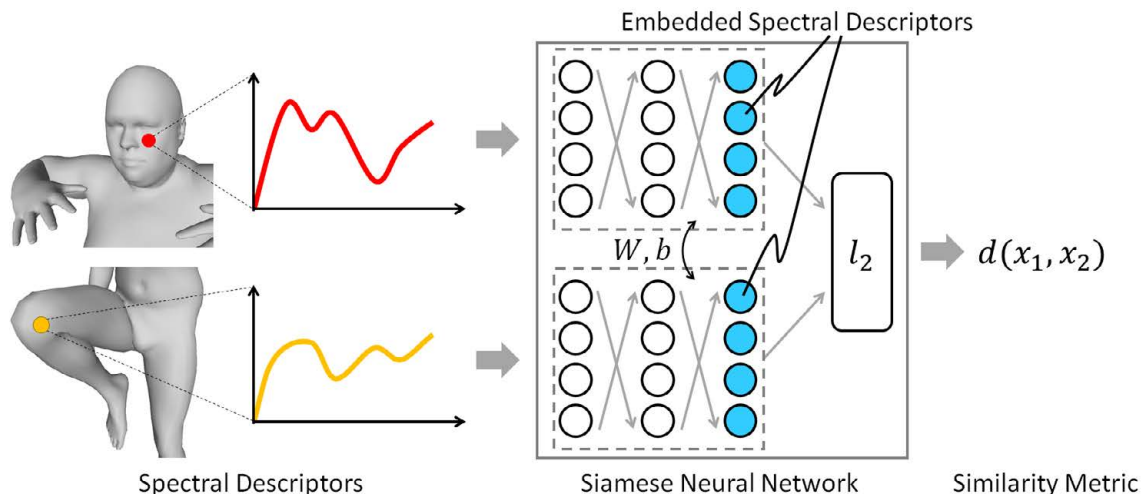 Embedded Spectral Descriptors
W, b
l₂
d(x₁, x₂)
Spectral Descriptors
Siamese Neural Network
Similarity Metric